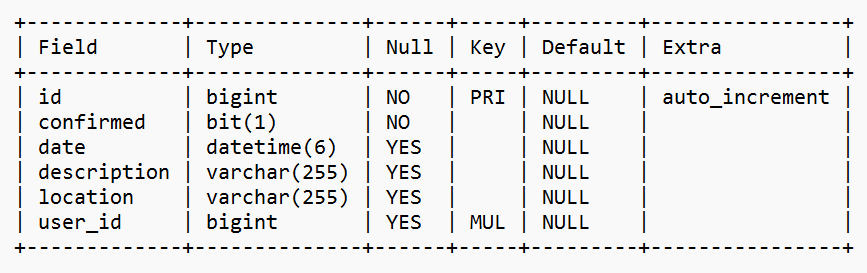 +-------------+--------------+------+-----+---------+----------------+
| Field       | Type         | Null | Key | Default | Extra          |
+-------------+--------------+------+-----+---------+----------------+
| id          | bigint       | NO   | PRI | NULL    | auto_increment |
| confirmed   | bit(1)       | NO   |     | NULL    |                |
| date        | datetime(6)  | YES  |     | NULL    |                |
| description | varchar(255) | YES  |     | NULL    |                |
| location    | varchar(255) | YES  |     | NULL    |                |
| user_id     | bigint       | YES  | MUL | NULL    |                |
+-------------+--------------+------+-----+---------+----------------+